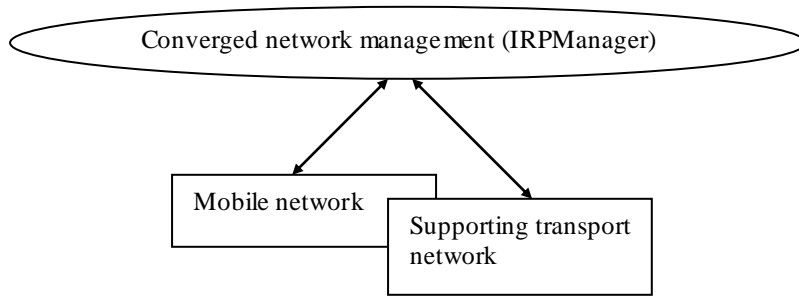 Converged network management (IRPManager)
Mobile network
Supporting transport
network